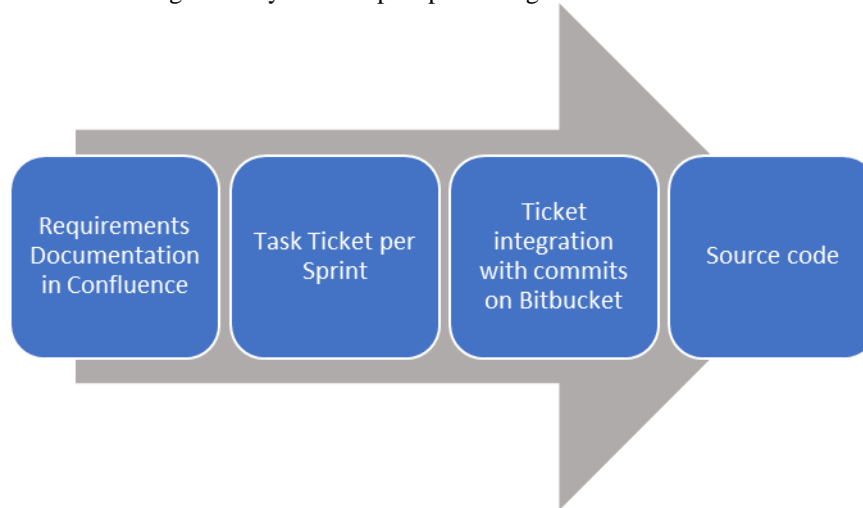 Requirements
Documentation
in Confluence
Task Ticket per
Sprint
Ticket
integration
with commits
on Bitbucket
Source code